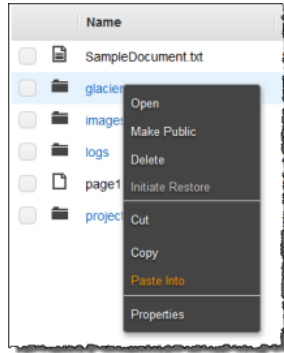 Name
SampleDocument.txt
glacier
images
logs
page1
project
Open
Make Public
Delete
Initiate Restore
Cut
Copy
Paste Into
Properties